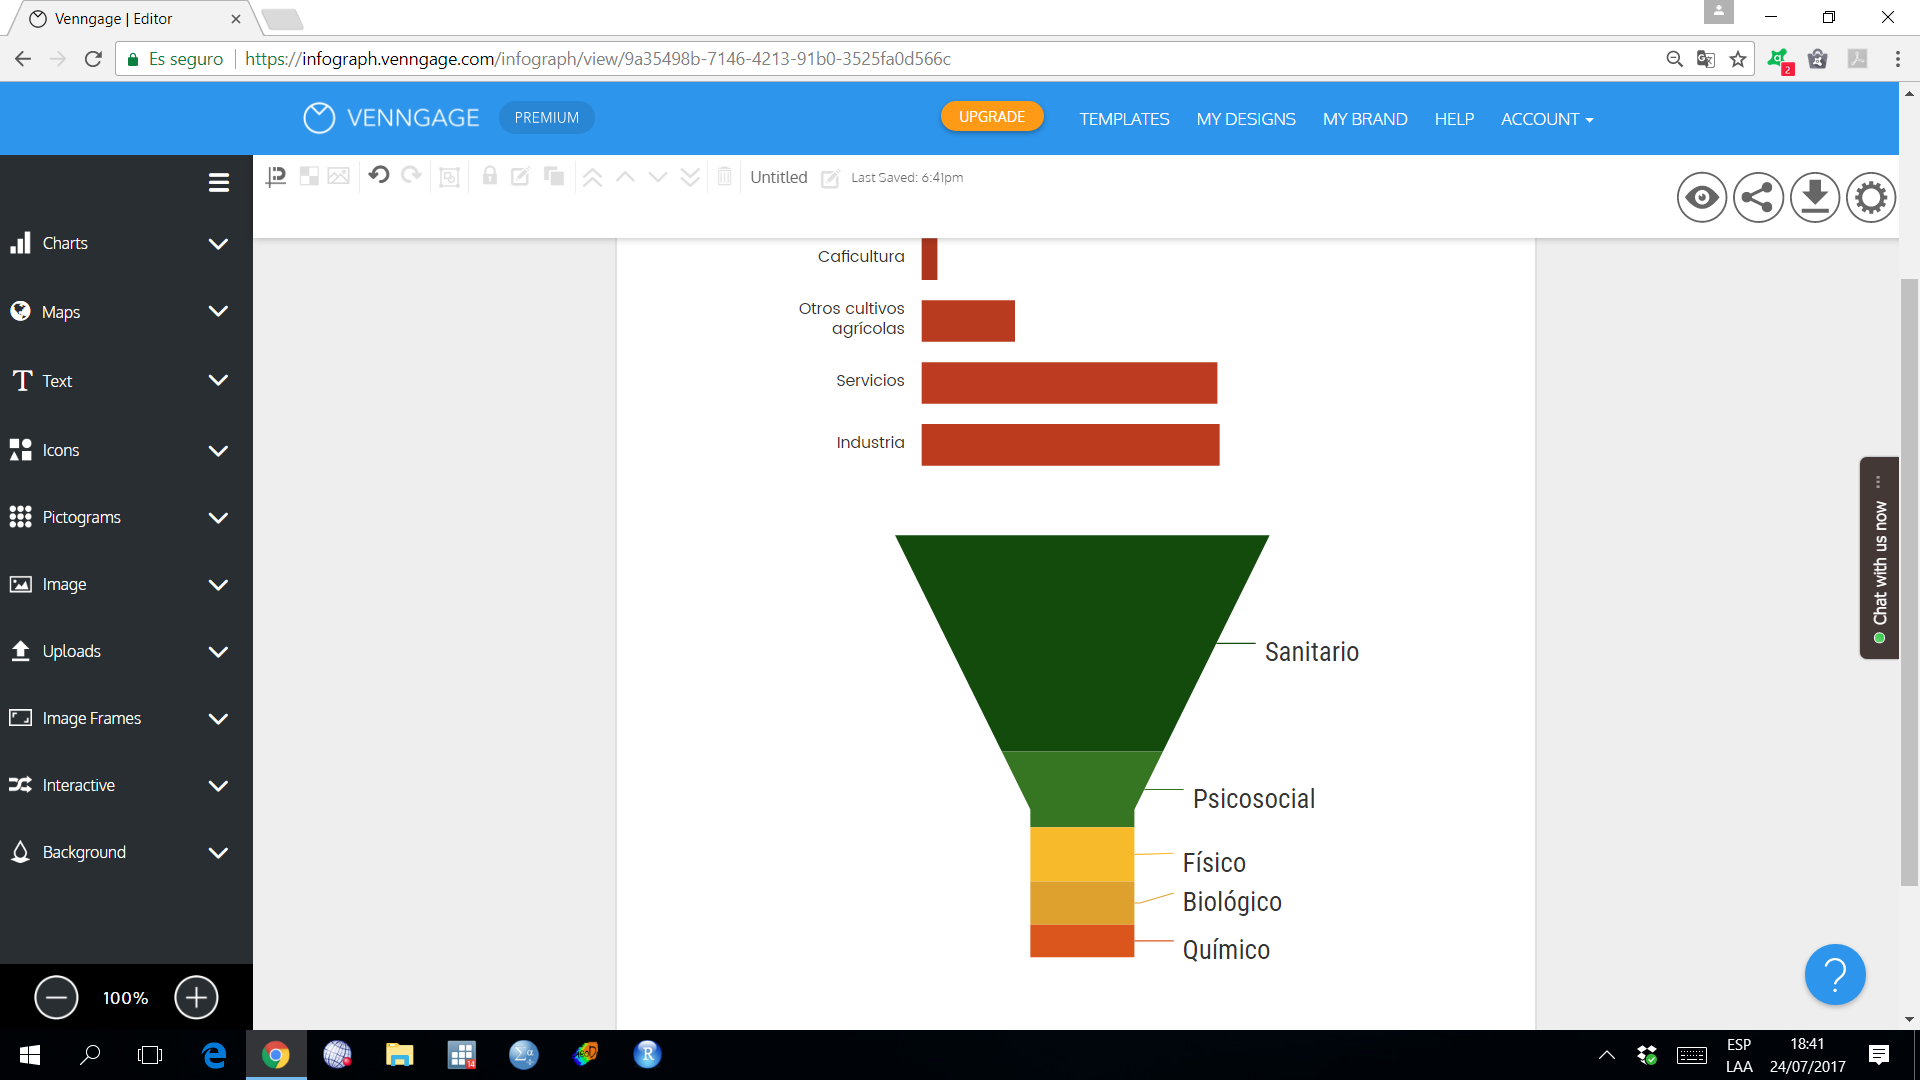 Venngage | Editor
Es seguro
https://infograph.venngage.com/infograph/view/9a35498b-7146-4213-91b0-3525fa0d566c
2
VENNGAGE
PREMIUM
UPGRADE
TEMPLATES
MY DESIGNS
MY BRAND
HELP
ACCOUNT
Untitled
Last Saved: 6:41pm
Charts
Maps
Text
Icons
Pictograms
Image
Uploads
Image Frames
Interactive
Background
100%
Caficultura
Otros cultivos
agrícolas
Servicios
Industria
Sanitario
Psicosocial
Físico
Biológico
Químico
Chat with us now
?
14
R
ESP
LAA
18:41
24/07/2017